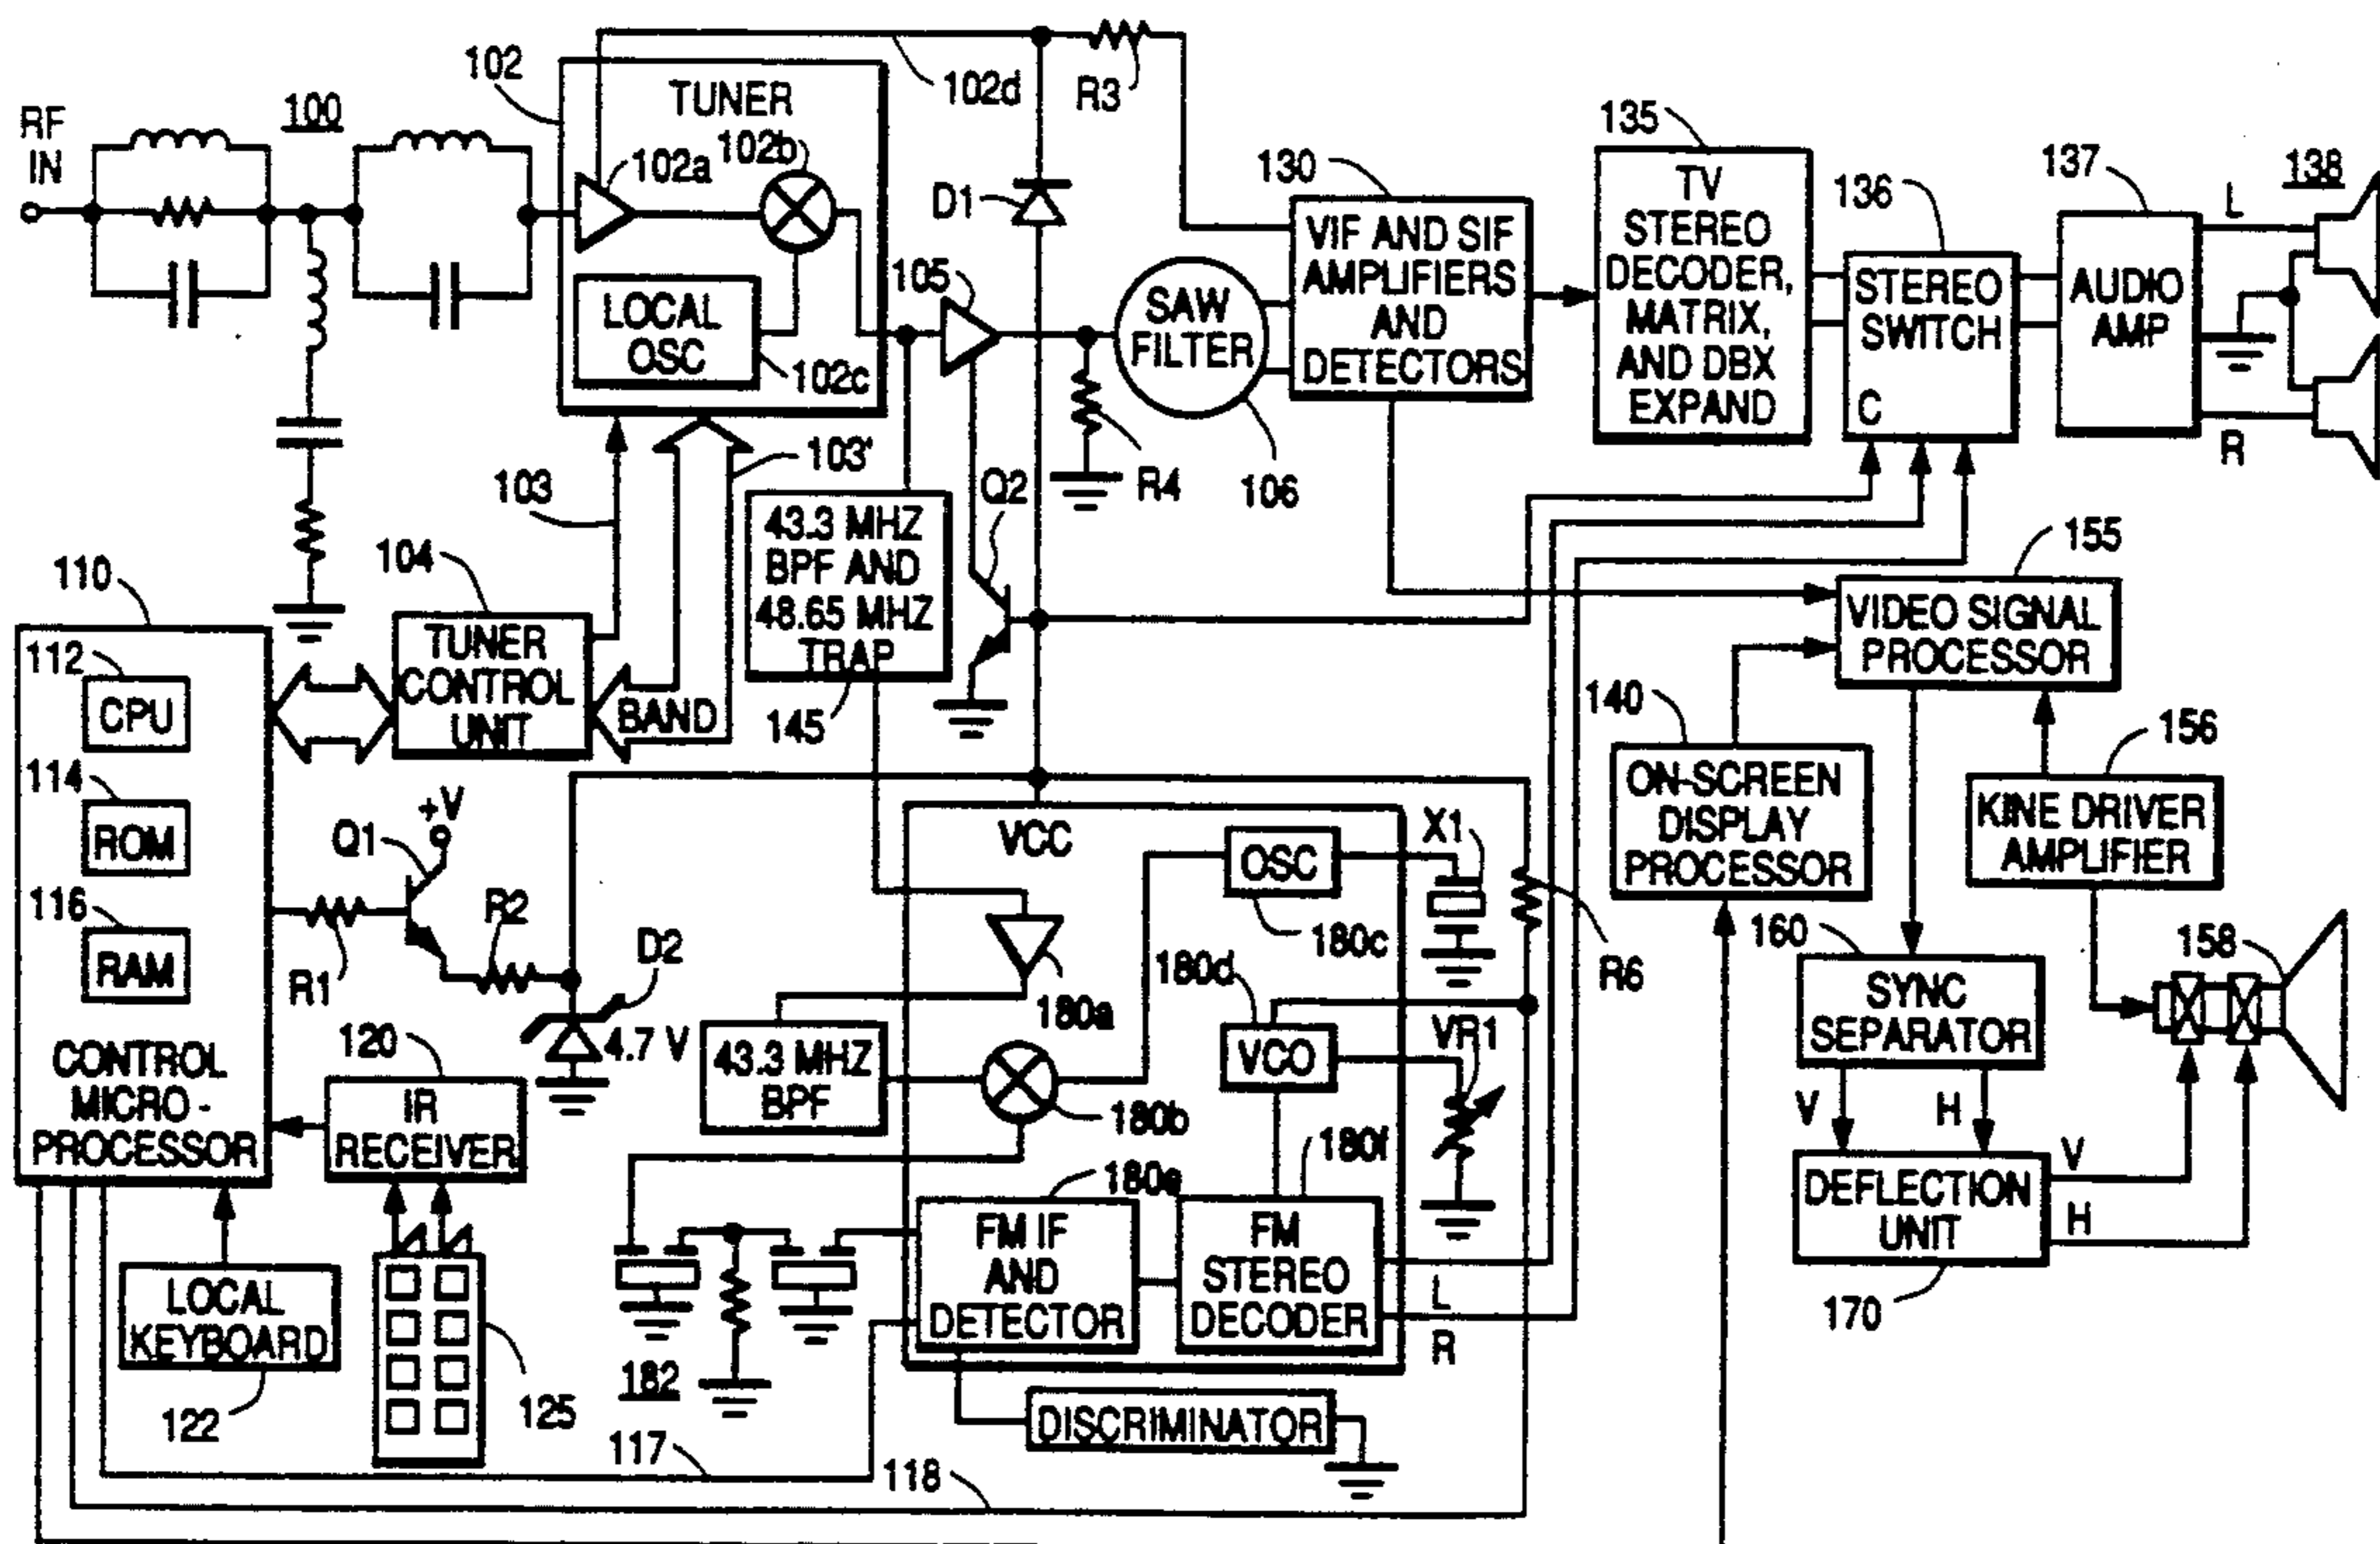 RF
IN
100
102
TUNER
102a
102b
LOCAL
OSC
102c
102d
R3
D1
105
SAW
FILTER
106
R4
130
VIF AND SIF
AMPLIFIERS
AND
DETECTORS
135
TV
STEREO
DECODER,
MATRIX,
AND DBX
EXPAND
136
STEREO
SWITCH
C
137
AUDIO
AMP
138
L
R
103
103'
104
TUNER
CONTROL
UNIT
BAND
43.3 MHZ
BPF AND
48.65 MHZ
TRAP
145
Q2
110
112
CPU
114
ROM
116
RAM
CONTROL
MICRO -
PROCESSOR
+V
Q1
R1
R2
D2
4.7 V
120
IR
RECEIVER
LOCAL
KEYBOARD
122
125
VCC
OSC
180c
X1
180a
180d
VCO
VR1
R6
43.3 MHZ
BPF
180b
180e
180f
FM IF
AND
DETECTOR
FM
STEREO
DECODER
L
R
182
DISCRIMINATOR
117
118
155
VIDEO SIGNAL
PROCESSOR
140
ON-SCREEN
DISPLAY
PROCESSOR
156
KINE DRIVER
AMPLIFIER
160
SYNC
SEPARATOR
158
V
H
DEFLECTION
UNIT
V
H
170